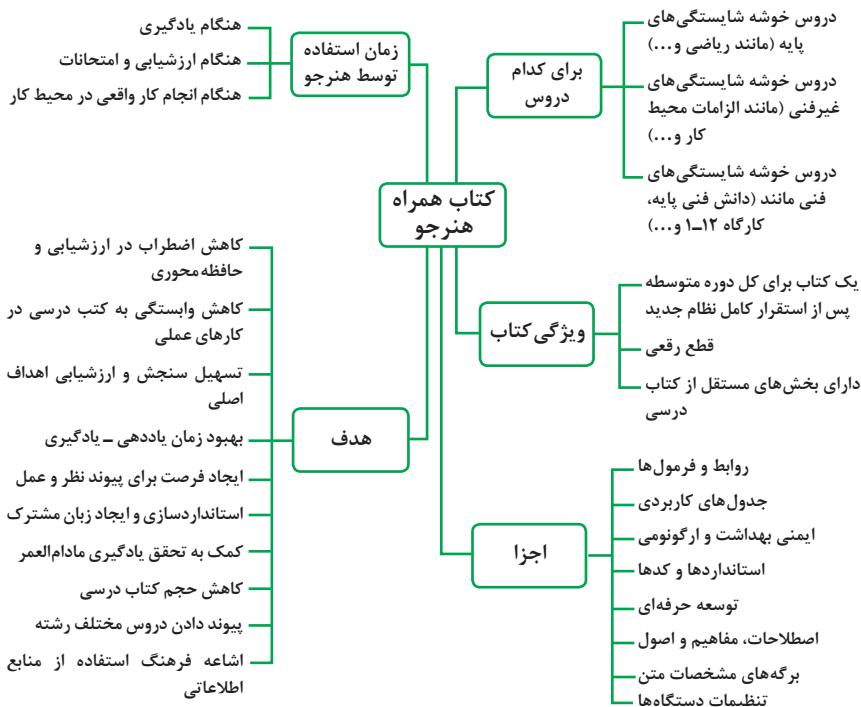 کتاب همراه
هنرجو
برای کدام
دروس
دروس خوشه شایستگی‌های
پایه (مانند ریاضی و...)
دروس خوشه شایستگی‌های
غیرفنی (مانند الزامات محیط
کار و...)
دروس خوشه شایستگی‌های
فنی مانند (دانش فنی پایه،
کارگاه ۱۲ـ۱ و...)
ویژگی کتاب
یک کتاب برای کل دوره متوسطه
پس از استقرار کامل نظام جدید
قطع رقعی
دارای بخش‌های مستقل از کتاب
درسی
اجزا
روابط و فرمول‌ها
جدول‌های کاربردی
ایمنی بهداشت و ارگونومی
استانداردها و کدها
توسعه حرفه‌ای
اصطلاحات، مفاهیم و اصول
برگه‌های مشخصات متن
تنظیمات دستگاه‌ها
زمان استفاده
توسط هنرجو
هنگام یادگیری
هنگام ارزشیابی و امتحانات
هنگام انجام کار واقعی در محیط کار
هدف
کاهش اضطراب در ارزشیابی و
حافظه‌محوری
کاهش وابستگی به کتب درسی در
کارهای عملی
تسهیل سنجش و ارزشیابی اهداف
اصلی
بهبود زمان یاددهی ـ یادگیری
ایجاد فرصت برای پیوند نظر و عمل
استانداردسازی و ایجاد زبان مشترک
کمک به تحقق یادگیری مادام‌العمر
کاهش حجم کتاب درسی
پیوند دادن دروس مختلف رشته
اشاعه فرهنگ استفاده از منابع
اطلاعاتی